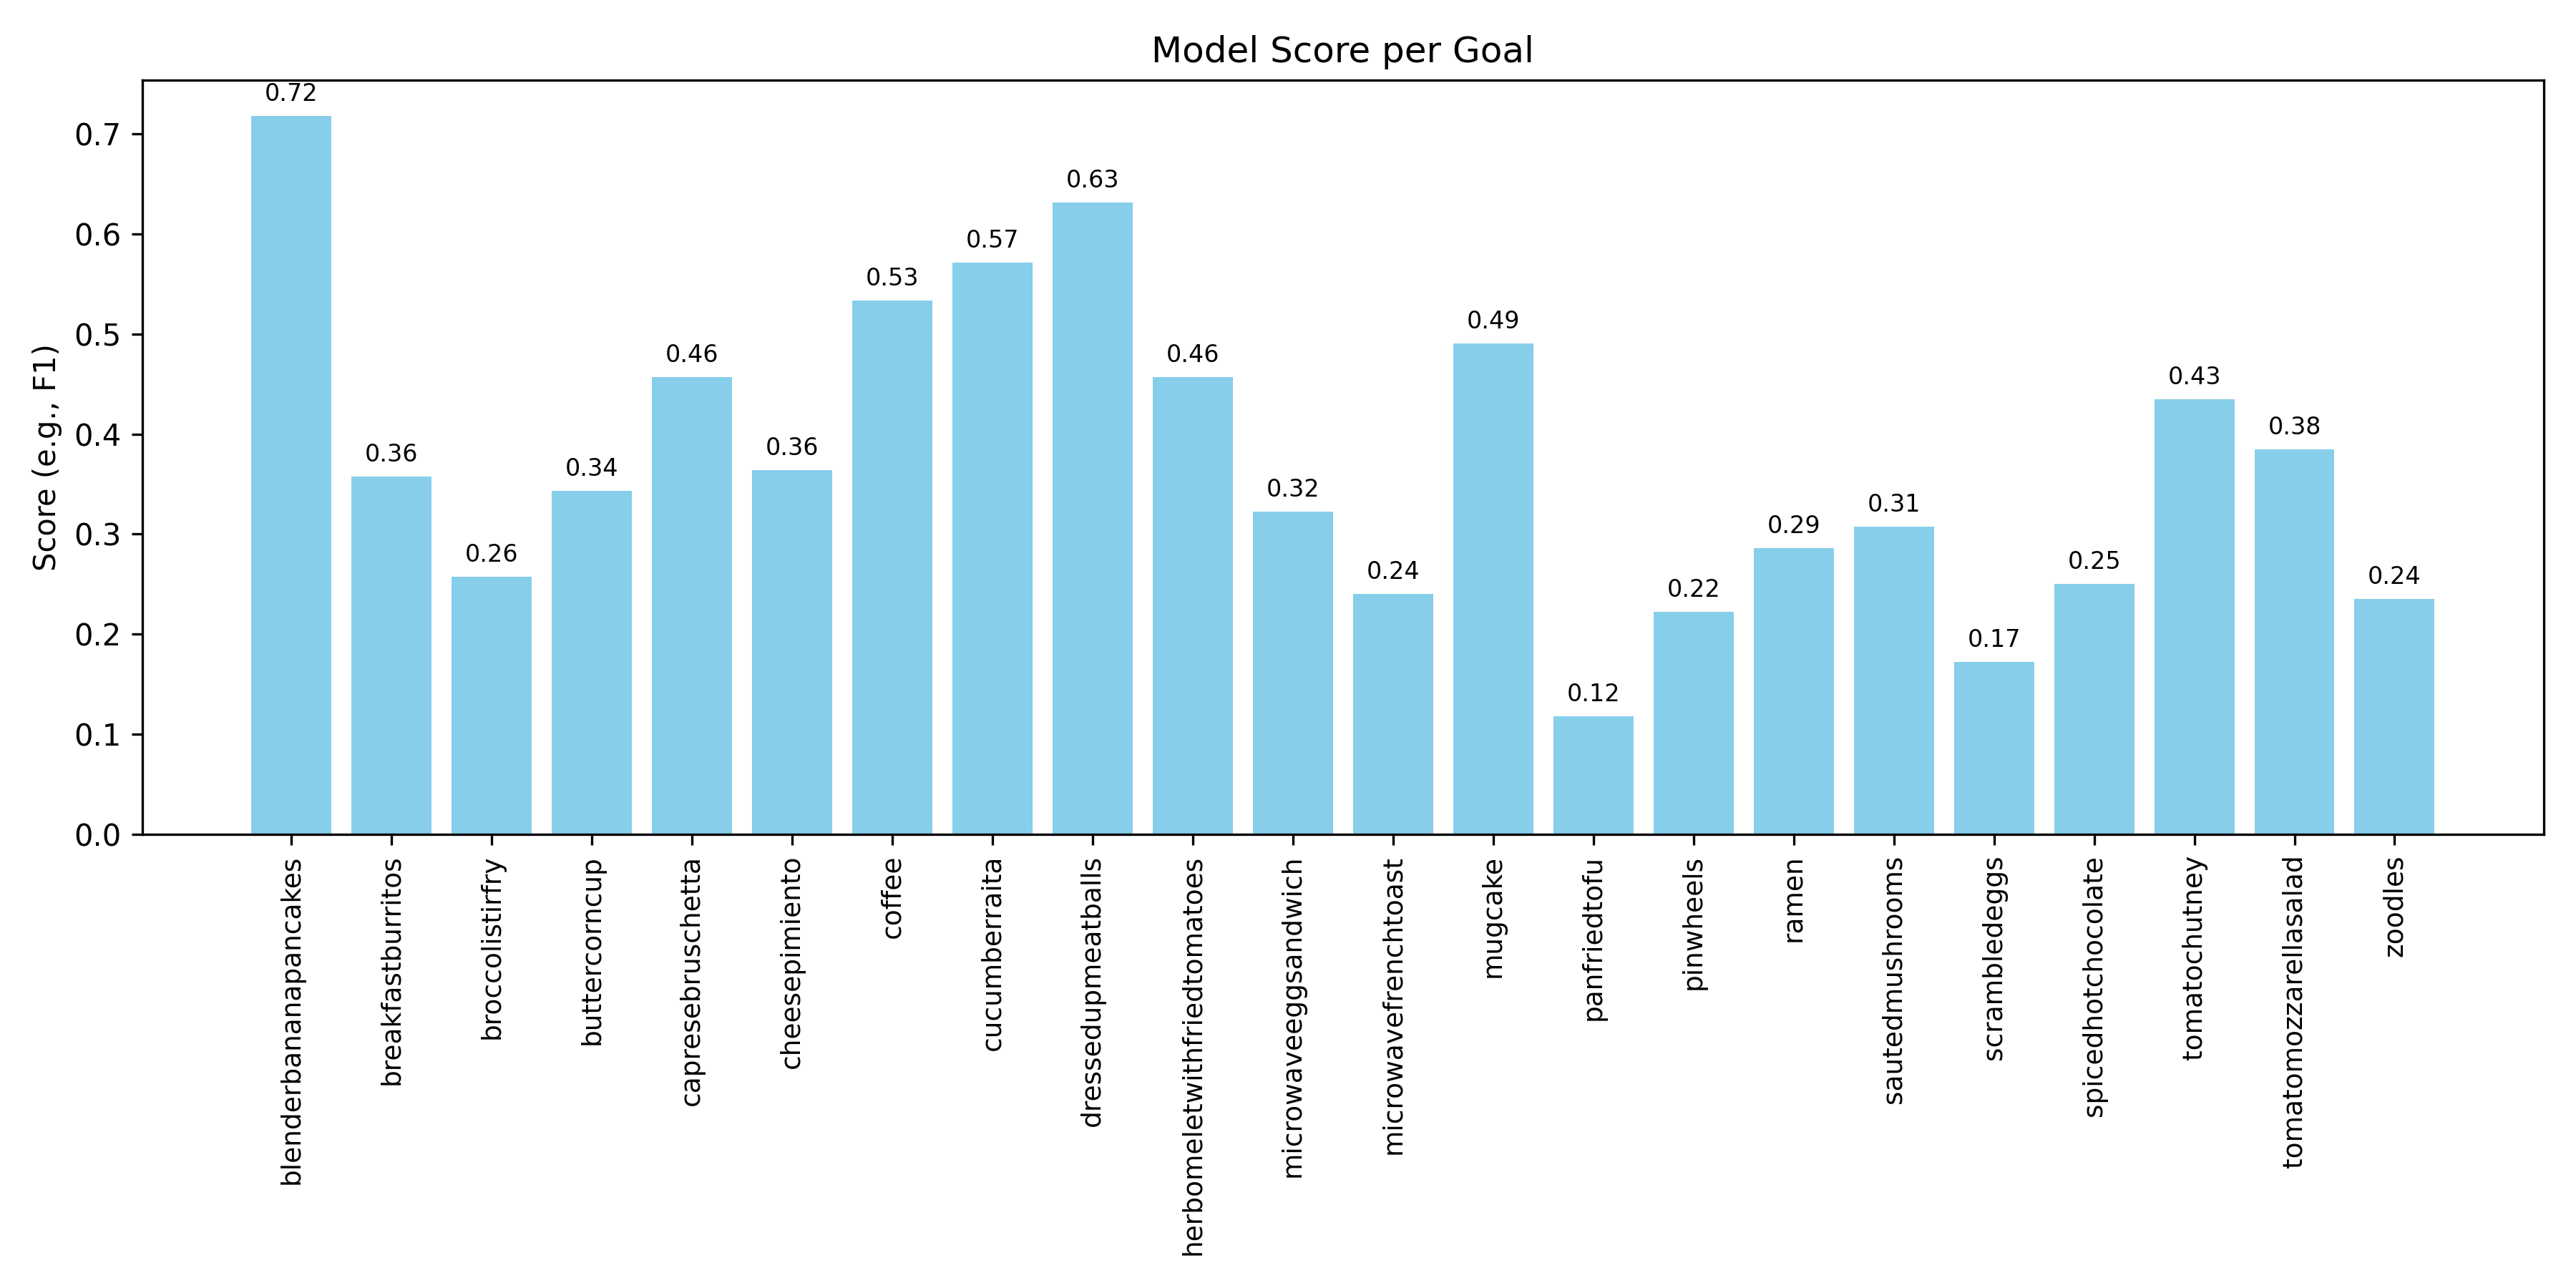 Model Score per Goal
Score (e.g., F1)
0.7
0.6
0.5
0.4
0.3
0.2
0.1
0.0
0.72
0.36
0.26
0.34
0.46
0.36
0.53
0.57
0.63
0.46
0.32
0.24
0.49
0.12
0.22
0.29
0.31
0.17
0.25
0.43
0.38
0.24
blenderbananapancakes
breakfastburritos
broccolistirfry
buttercorncup
capresebruschetta
cheesepimiento
coffee
cucumberraita
dressedupmeatballs
herbomeletwithfriedtomatoes
microwaveeggsandwich
microwavefrenchtoast
mugcake
panfriedtofu
pinwheels
ramen
sautedmushrooms
scrambledeggs
spicedhotchocolate
tomatochutney
tomatomozzarellasalad
zoodles